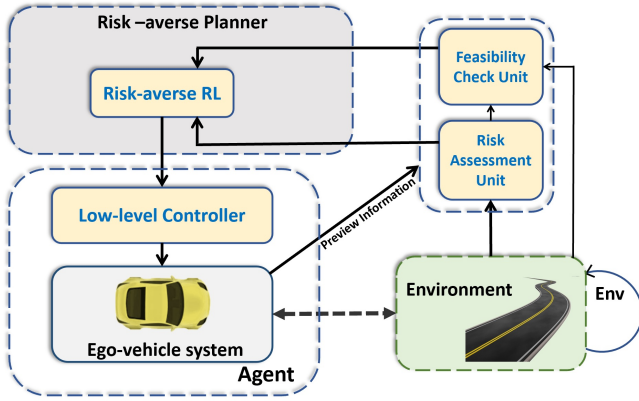 Risk –averse Planner
Feasibility
Check Unit
Risk-averse RL
Risk
Assessment
Unit
Low-level Controller
Preview Information
Environment
Env
Ego-vehicle system
Agent